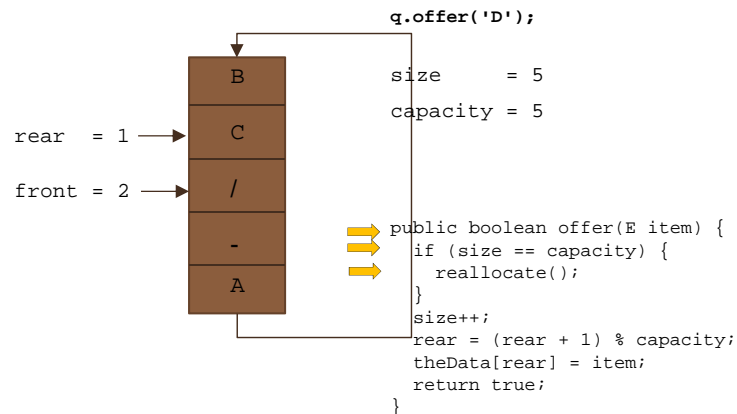 q.offer('D');
B
size = 5
capacity = 5
rear = 1
C
front = 2
/
-
A
public boolean offer(E item) {
if (size == capacity) {
reallocate();
}
size++;
rear = (rear + 1) % capacity;
theData[rear] = item;
return true;
}